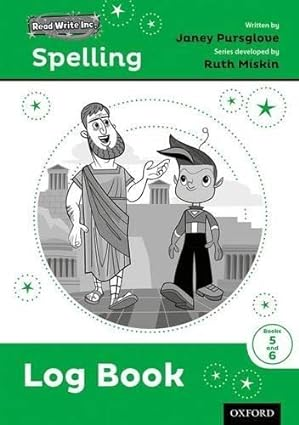 Read Write Inc.
Spelling
Written by
Janey Pursglove
Series developed by
Ruth Miskin
Books
5
and
6
Log Book
OXFORD